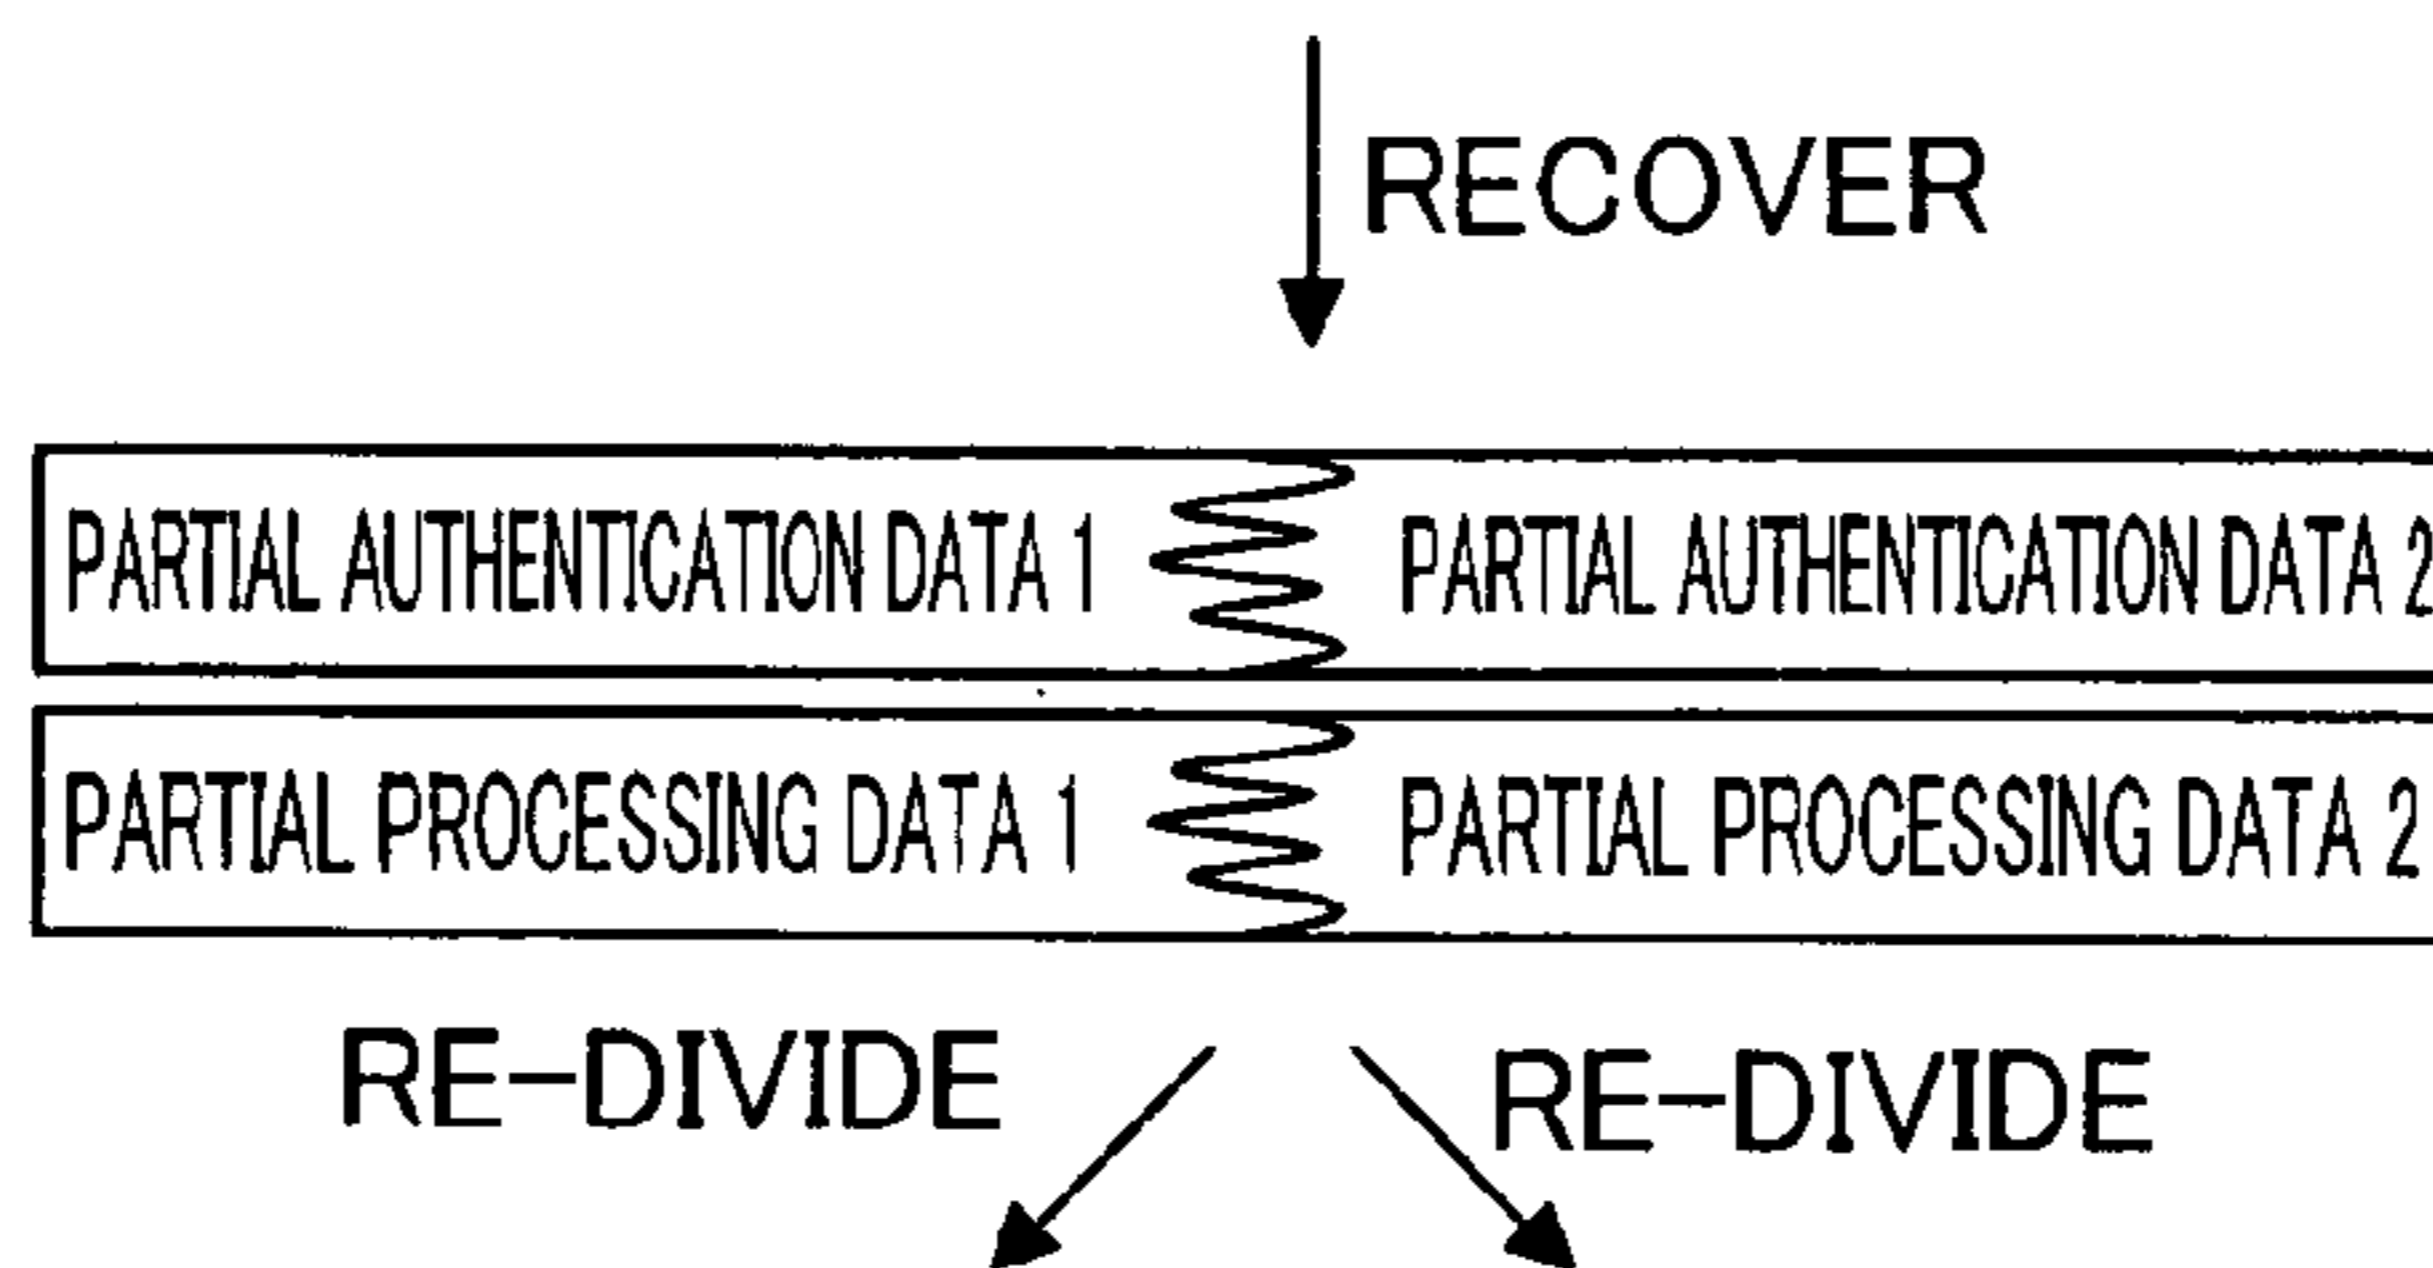 RECOVER
PARTIAL AUTHENTICATION DATA 1 PARTIAL AUTHENTICATION DATA 2
PARTIAL PROCESSING DATA 1 PARTIAL PROCESSING DATA 2
RE-DIVIDE RE-DIVIDE